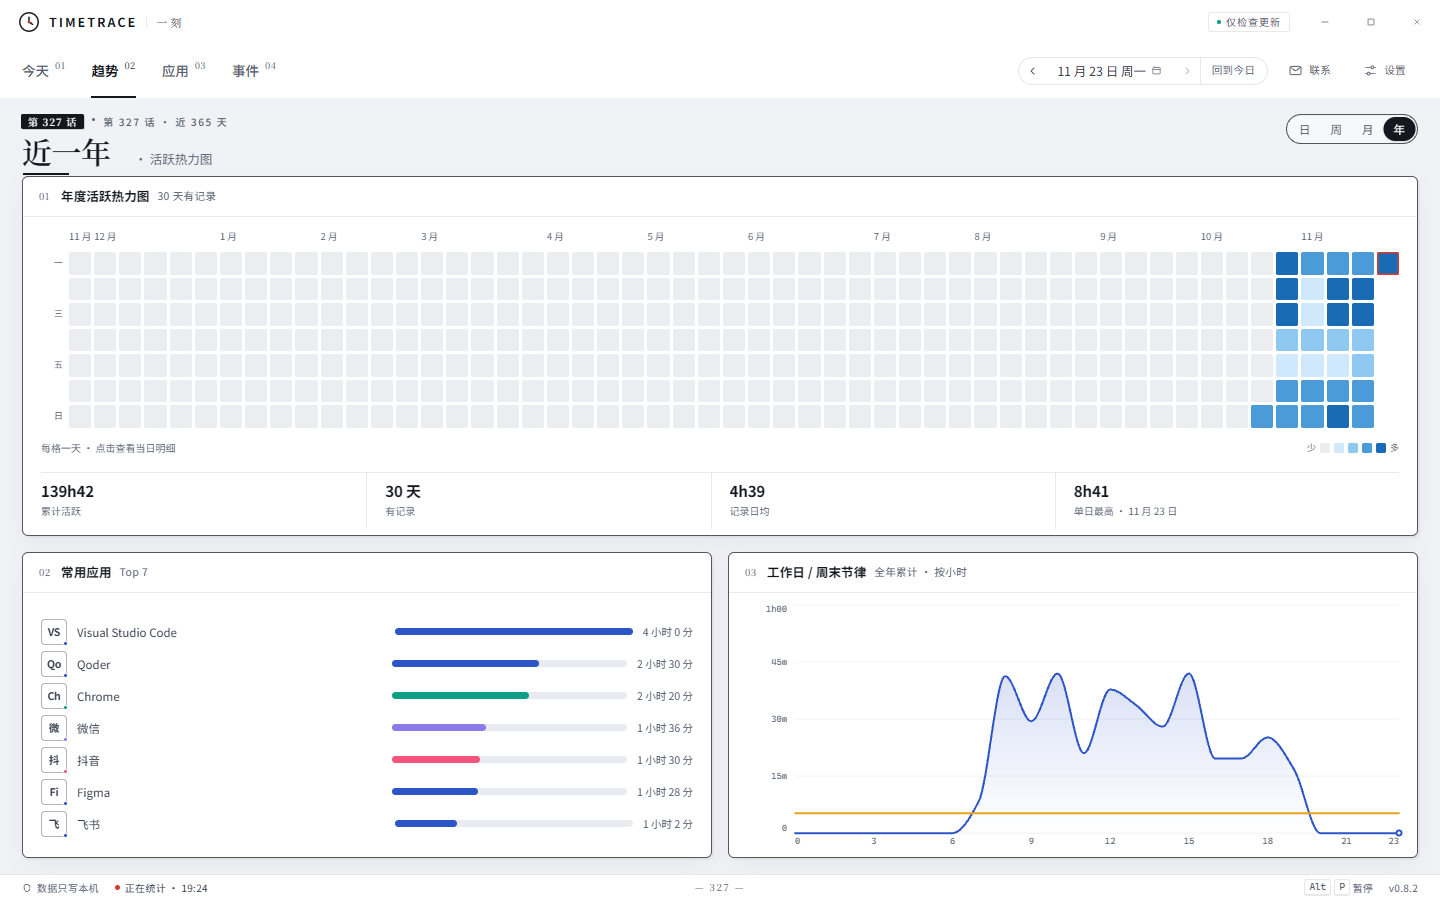 TIMETRACE 一刻
仅检查更新
今天 01 趋势 02 应用 03 事件 04
11 月 23 日 周一
回到今日
联系
设置
第 327 话 • 第 327 话 · 近 365 天
近一年 · 活跃热力图
日 周 月 年
01 年度活跃热力图 30 天有记录
11 月 12 月 1 月 2 月 3 月 4 月 5 月 6 月 7 月 8 月 9 月 10 月 11 月
一
三
五
日
每格一天 · 点击查看当日明细
少 多
139h42
累计活跃
30 天
有记录
4h39
记录日均
8h41
单日最高 · 11 月 23 日
02 常用应用 Top 7
VS Visual Studio Code 4 小时 0 分
Qo Qoder 2 小时 30 分
Ch Chrome 2 小时 20 分
微 微信 1 小时 36 分
抖 抖音 1 小时 30 分
Fi Figma 1 小时 28 分
飞 飞书 1 小时 2 分
03 工作日 / 周末节律 全年累计 · 按小时
1h00
45m
30m
15m
0
0 3 6 9 12 15 18 21 23
数据只写本机
正在统计 · 19:24
— 327 —
Alt P 暂停
v0.8.2